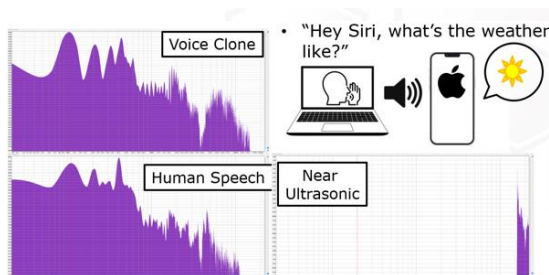 Voice Clone
• "Hey Siri, what's the weather
like?"
Human Speech
Near
Ultrasonic